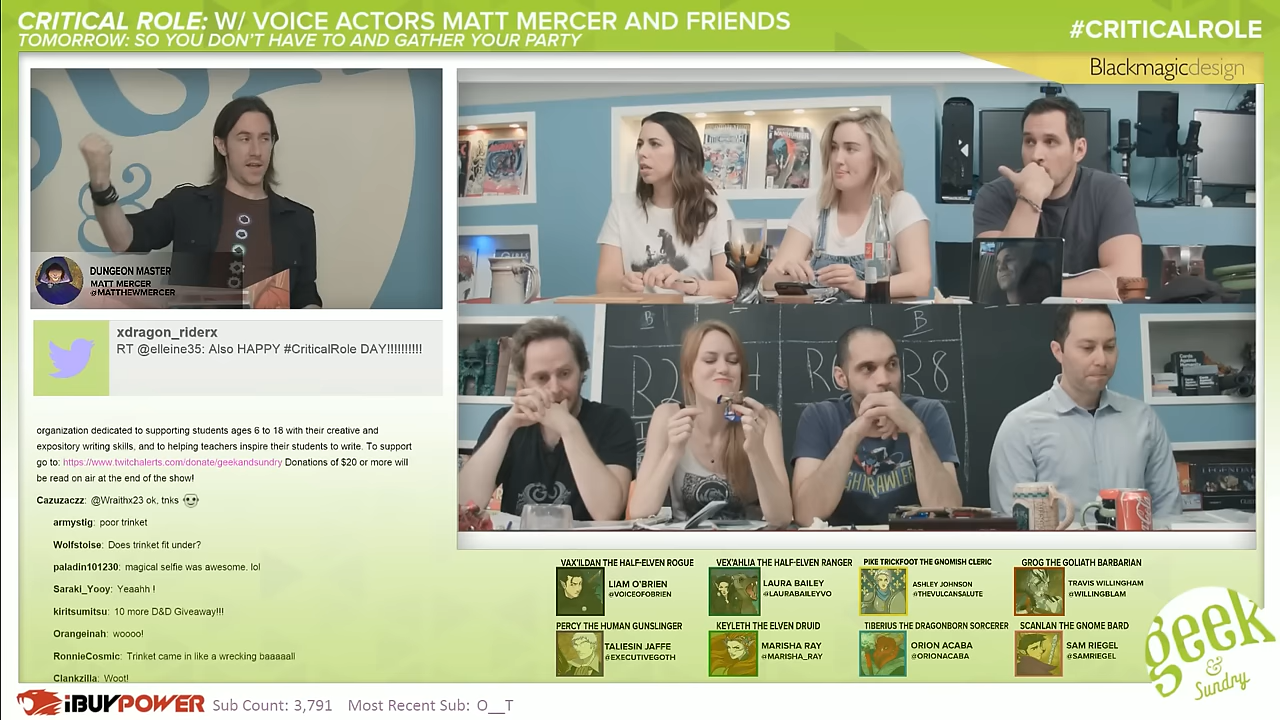 CRITICAL ROLE: W/ VOICE ACTORS MATT MERCER AND FRIENDS
TOMORROW: SO YOU DON'T HAVE TO AND GATHER YOUR PARTY
#CRITICALROLE
Blackmagicdesign
DUNGEON MASTER
MATT MERCER
@MATTHEWMERCER
xdragon_riderx
RT @elleine35: Also HAPPY #CriticalRole DAY!!!!!!!!!!
organization dedicated to supporting students ages 6 to 18 with their creative and
expository writing skills, and to helping teachers inspire their students to write. To support
go to: https://www.twitchalerts.com/donate/geekandsundry Donations of $20 or more will
be read on air at the end of the show!
Cazuzaczz: @Wraithx23 ok, tnks
armystig: poor trinket
Wolfstoise: Does trinket fit under?
paladin101230: magical selfie was awesome. lol
Saraki_Yooy: Yeaahh !
kiritsumitsu: 10 more D&D Giveaway!!!
Orangeinah: woooo!
RonnieCosmic: Trinket came in like a wrecking baaaaall
Clankzilla: Woot!
B
B
R8
VAX'ILDAN THE HALF-ELVEN ROGUE
LIAM O'BRIEN
@VOICEOFOBRIEN
VEX'AHLIA THE HALF-ELVEN RANGER
LAURA BAILEY
@LAURABAILEYVO
PIKE TRICKFOOT THE GNOMISH CLERIC
ASHLEY JOHNSON
@THEVULCANSALUTE
GROG THE GOLIATH BARBARIAN
TRAVIS WILLINGHAM
@WILLINGBLAM
PERCY THE HUMAN GUNSLINGER
TALIESIN JAFFE
@EXECUTIVEGOTH
KEYLETH THE ELVEN DRUID
MARISHA RAY
@MARISHA_RAY
TIBERIUS THE DRAGONBORN SORCERER
ORION ACABA
@ORIONACABA
SCANLAN THE GNOME BARD
SAM RIEGEL
@SAMRIEGEL
geek
&
Sundry
iBUYPOWER
Sub Count: 3,791 Most Recent Sub: O__T